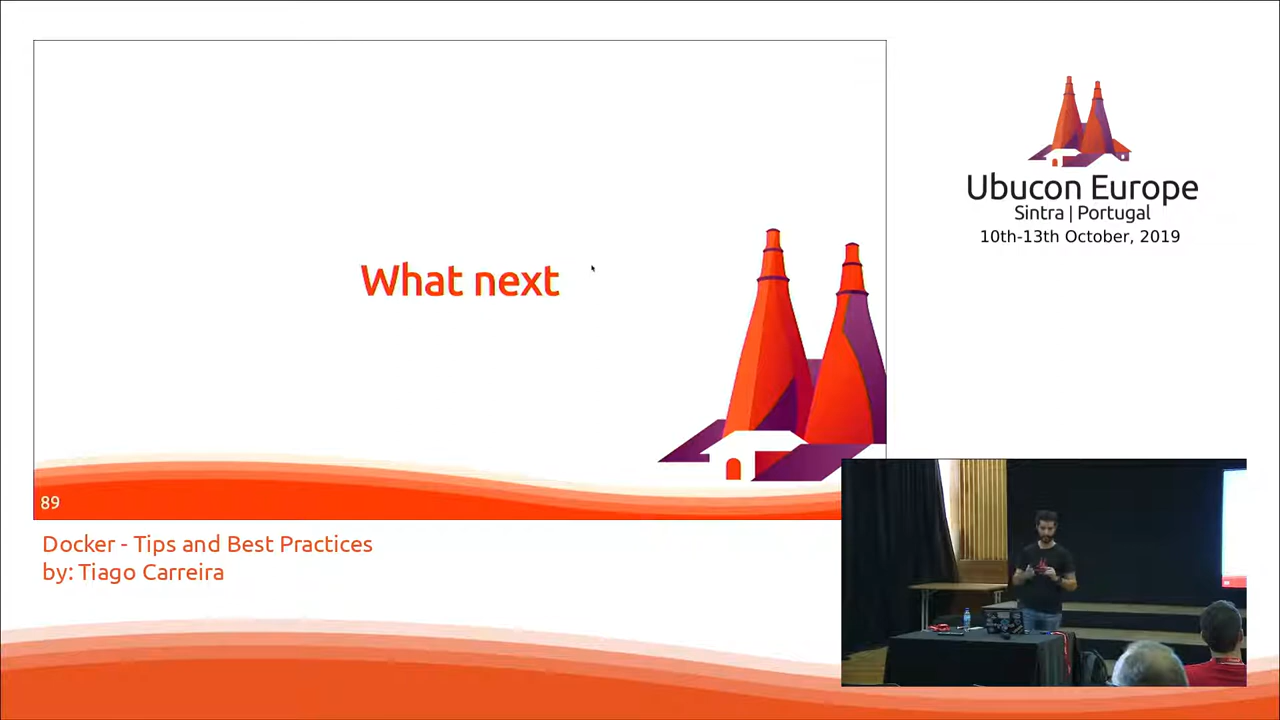 What next
89
Docker - Tips and Best Practices
by: Tiago Carreira
Ubucon Europe
Sintra | Portugal
10th-13th October, 2019